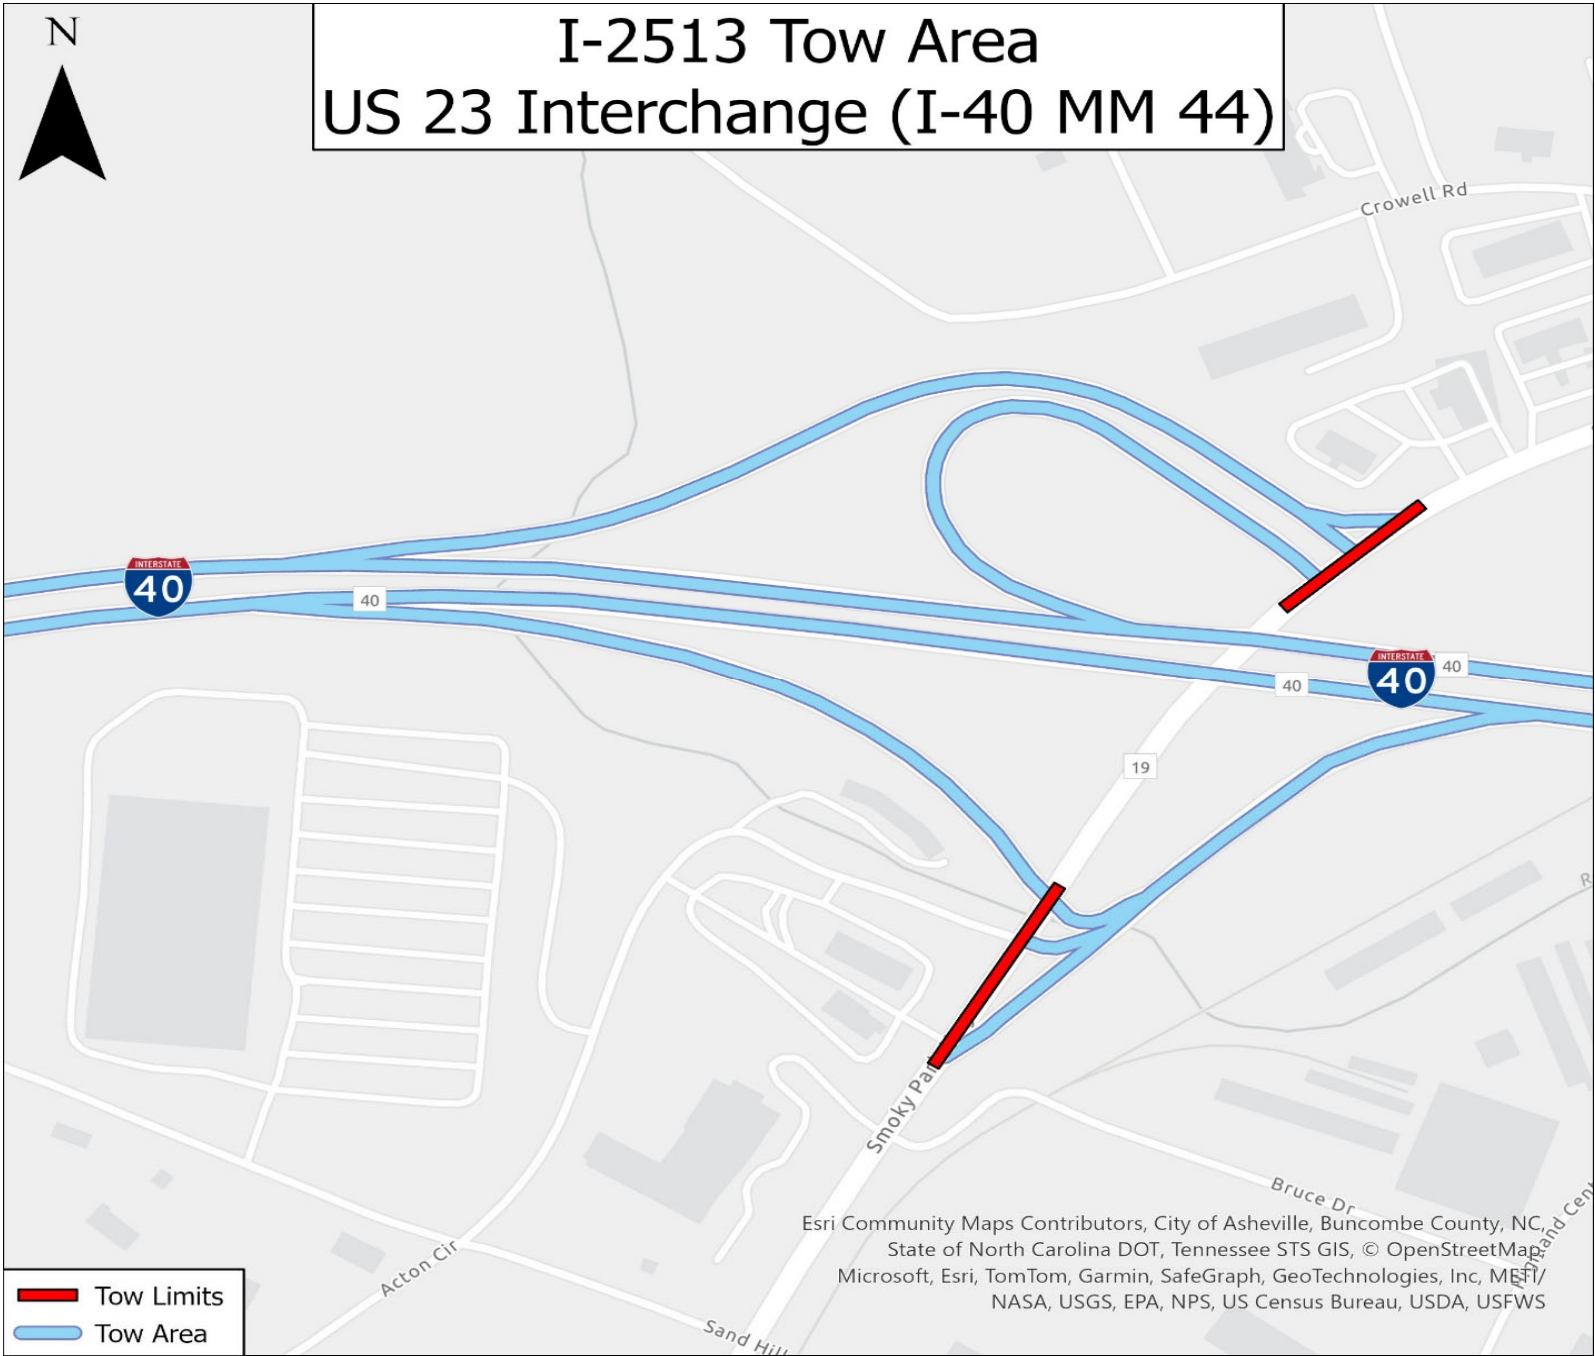 N
I-2513 Tow Area
US 23 Interchange (I-40 MM 44)
Crowell Rd
INTERSTATE
40
40
INTERSTATE
40
40
40
19
Smoky Pa
Bruce Dr
Acton Cir
Sand Hill
Esri Community Maps Contributors, City of Asheville, Buncombe County, NC,
State of North Carolina DOT, Tennessee STS GIS, © OpenStreetMap,
Microsoft, Esri, TomTom, Garmin, SafeGraph, GeoTechnologies, Inc, METI/
NASA, USGS, EPA, NPS, US Census Bureau, USDA, USFWS
Tow Limits
Tow Area